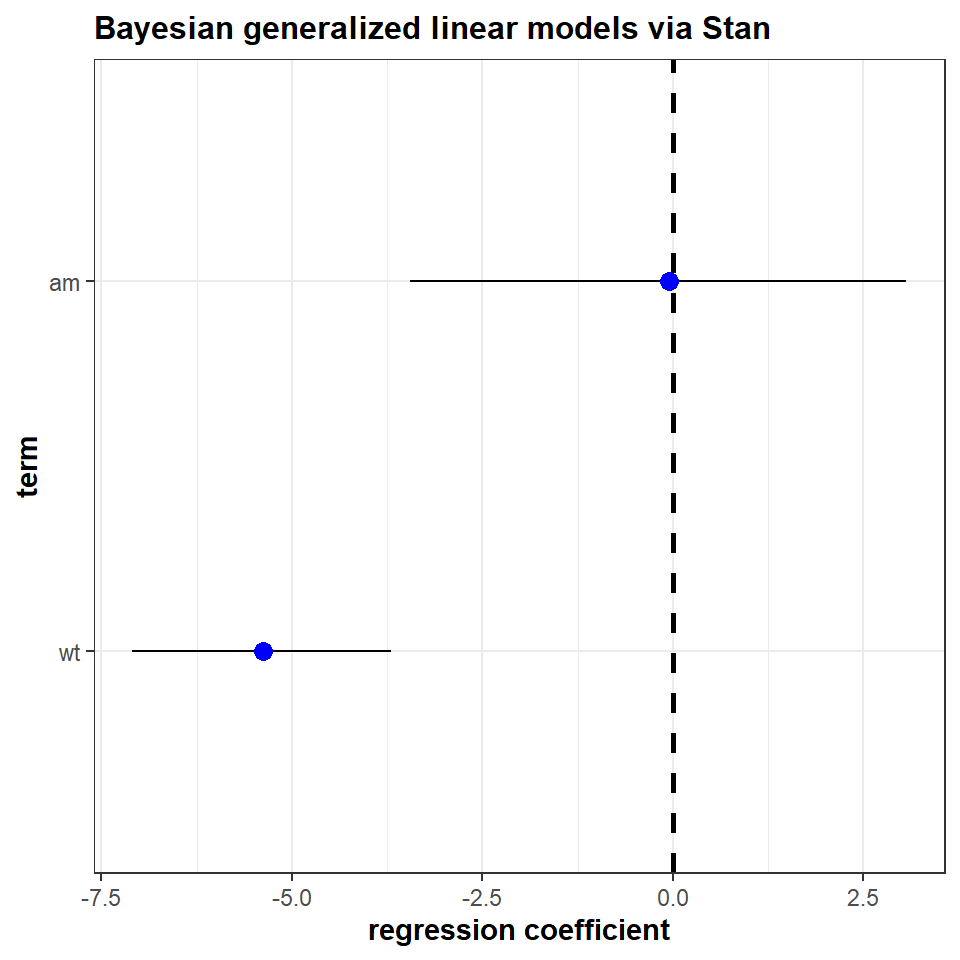 Bayesian generalized linear models via Stan
term
am
wt
-7.5 -5.0 -2.5 0.0 2.5
regression coefficient